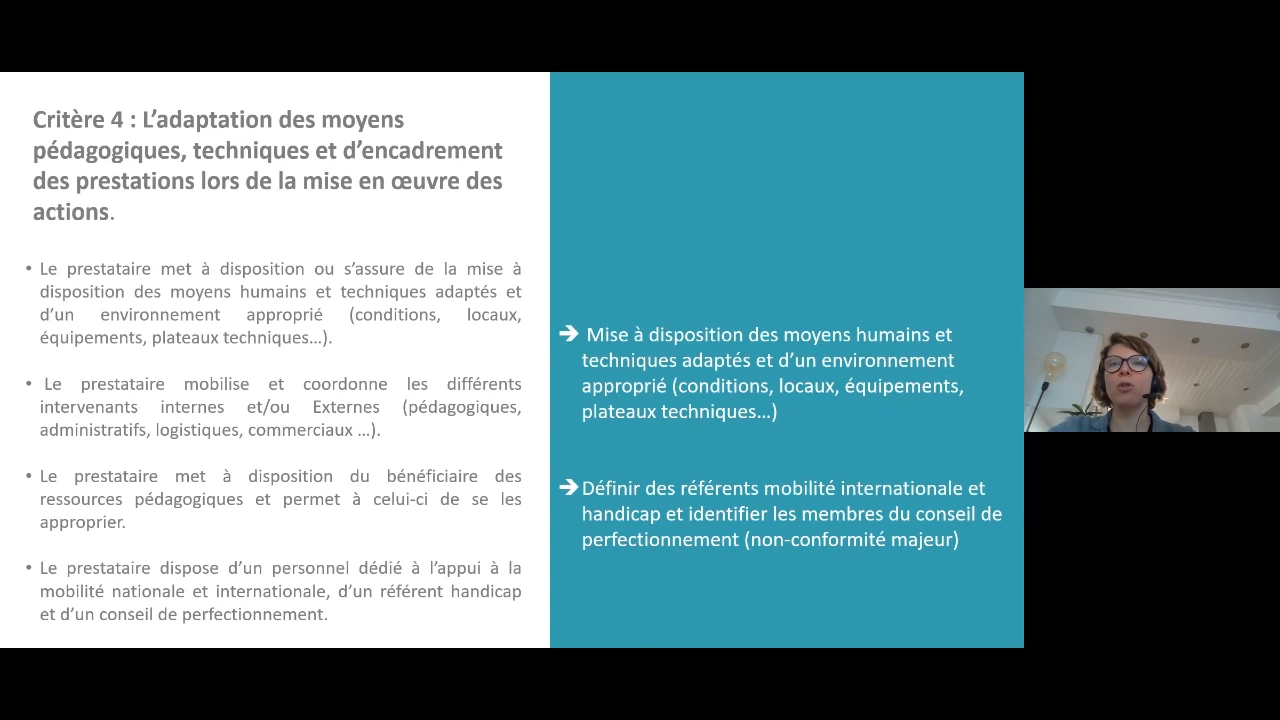 Critère 4 : L’adaptation des moyens
pédagogiques, techniques et d’encadrement
des prestations lors de la mise en œuvre des
actions.
• Le prestataire met à disposition ou s’assure de la mise à
disposition des moyens humains et techniques adaptés et
d’un environnement approprié (conditions, locaux,
équipements, plateaux techniques…).
• Le prestataire mobilise et coordonne les différents
intervenants internes et/ou Externes (pédagogiques,
administratifs, logistiques, commerciaux …).
• Le prestataire met à disposition du bénéficiaire des
ressources pédagogiques et permet à celui-ci de se les
approprier.
• Le prestataire dispose d’un personnel dédié à l’appui à la
mobilité nationale et internationale, d’un référent handicap
et d’un conseil de perfectionnement.
➔ Mise à disposition des moyens humains et
techniques adaptés et d’un environnement
approprié (conditions, locaux, équipements,
plateaux techniques…)
➔ Définir des référents mobilité internationale et
handicap et identifier les membres du conseil de
perfectionnement (non-conformité majeur)